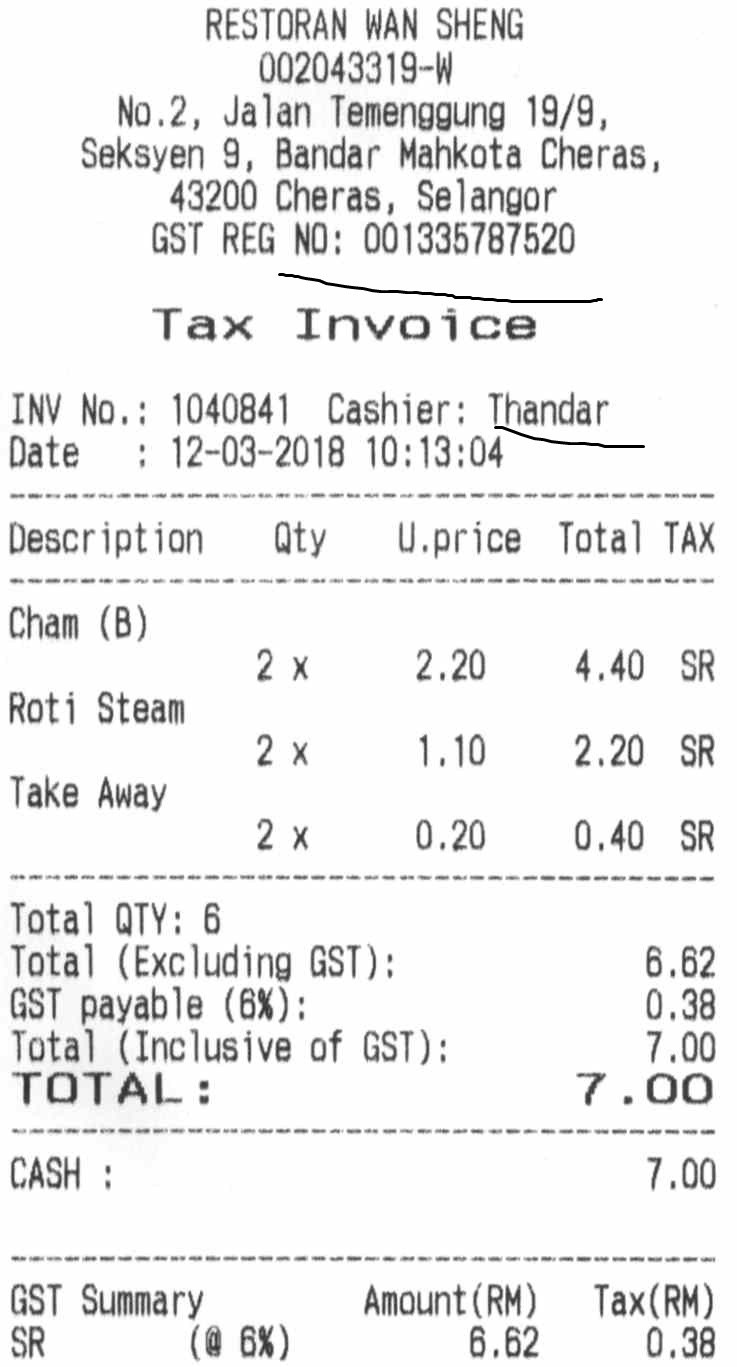 RESTORAN WAN SHENG
002043319-W
No.2, Jalan Temenggung 19/9,
Seksyen 9, Bandar Mahkota Cheras,
43200 Cheras, Selangor
GST REG NO: 001335787520
Tax Invoice
INV No.: 1040841 Cashier: Thandar
Date : 12-03-2018 10:13:04
Description Qty U.price Total TAX
Cham (B)
2 x 2.20 4.40 SR
Roti Steam
2 x 1.10 2.20 SR
Take Away
2 x 0.20 0.40 SR
Total QTY: 6
Total (Excluding GST): 6.62
GST payable (6%): 0.38
Total (Inclusive of GST): 7.00
TOTAL: 7.00
CASH : 7.00
GST Summary Amount(RM) Tax(RM)
SR (@ 6%) 6.62 0.38